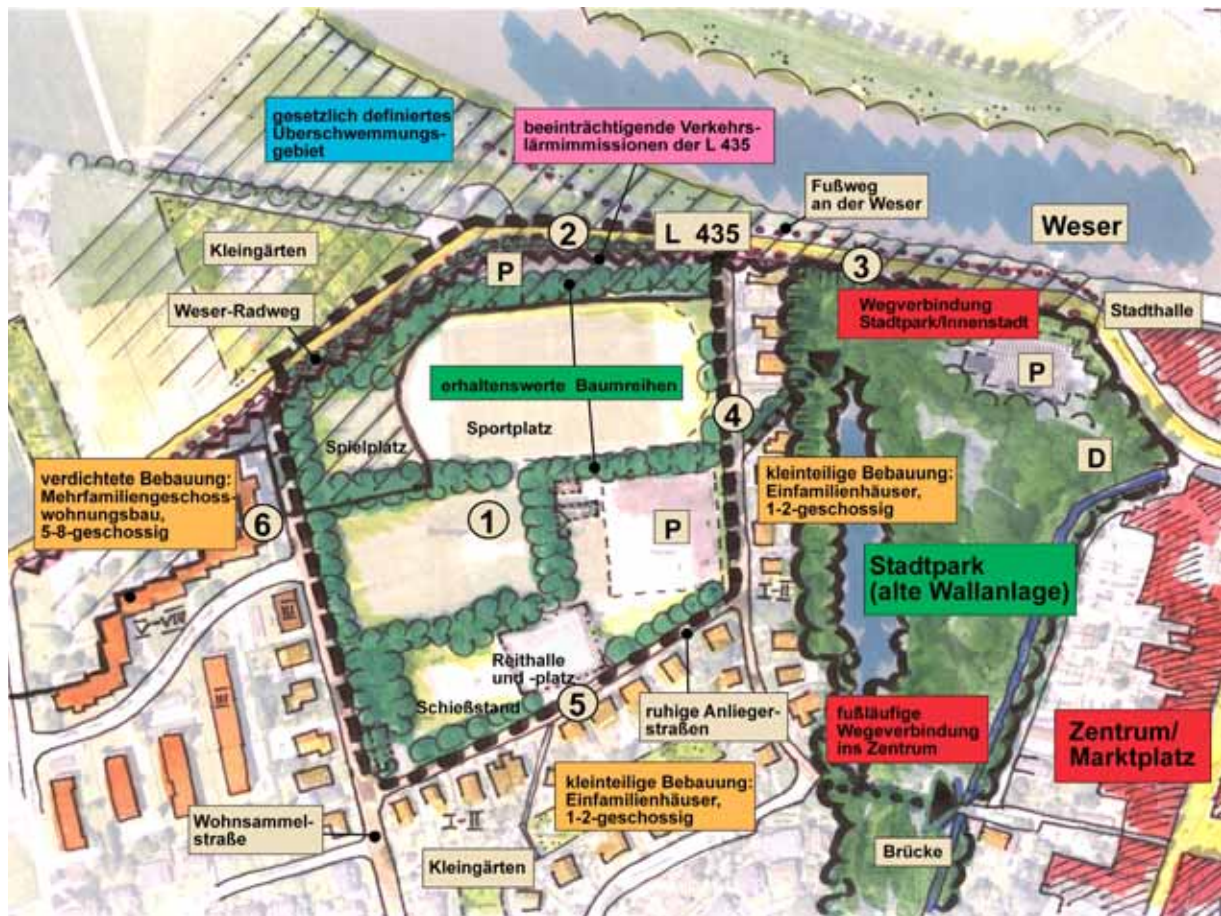 gesetzlich definiertes
Überschwemmungs-
gebiet
beeinträchtigende Verkehrs-
lärmimmissionen der L 435
Fußweg
an der Weser
Weser
Kleingärten
2
L 435
3
P
Weser-Radweg
Wegverbindung
Stadtpark/Innenstadt
Stadthalle
P
erhaltenswerte Baumreihen
4
Sportplatz
Spielplatz
D
verdichtete Bebauung:
Mehrfamiliengeschoss-
wohnungsbau,
5-8-geschossig
6
kleinteilige Bebauung:
Einfamilienhäuser,
1-2-geschossig
1
P
Stadtpark
(alte Wallanlage)
I-II
Reithalle
und -platz
Schießstand
5
ruhige Anlieger-
straßen
fußläufige
Wegeverbindung
ins Zentrum
Zentrum/
Marktplatz
kleinteilige Bebauung:
Einfamilienhäuser,
1-2-geschossig
Wohnsammel-
straße
I-II
Kleingärten
Brücke